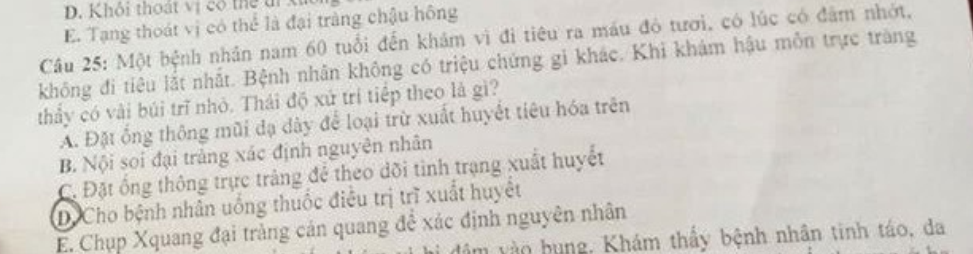 D. Khối thoát vị có thể đi
E. Tạng thoát vị có thể là đại tràng chậu hông
Câu 25: Một bệnh nhân nam 60 tuổi đến khám vì đi tiêu ra máu đỏ tươi, có lúc có đàm nhớt,
không đi tiêu lắt nhắt. Bệnh nhân không có triệu chứng gì khác. Khi khám hậu môn trực tràng
thấy có vài búi trĩ nhỏ. Thái độ xử trí tiếp theo là gì?
A. Đặt ống thông mũi dạ dày để loại trừ xuất huyết tiêu hóa trên
B. Nội soi đại tràng xác định nguyên nhân
C. Đặt ống thông trực tràng để theo dõi tình trạng xuất huyết
D. Cho bệnh nhân uống thuốc điều trị trĩ xuất huyết
E. Chụp Xquang đại tràng cản quang để xác định nguyên nhân
bị đâm vào bụng. Khám thấy bệnh nhân tỉnh táo, da